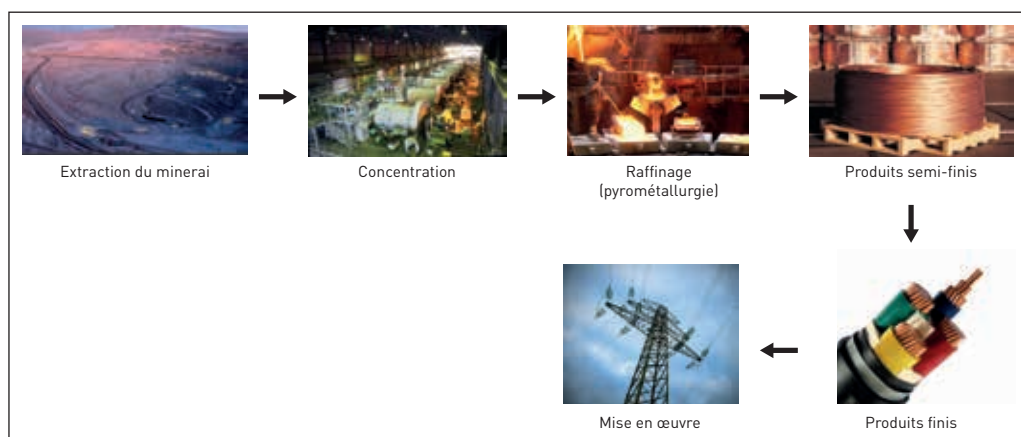 Extraction du minerai
Concentration
Raffinage
(pyrométallurgie)
Produits semi-finis
Mise en œuvre
Produits finis